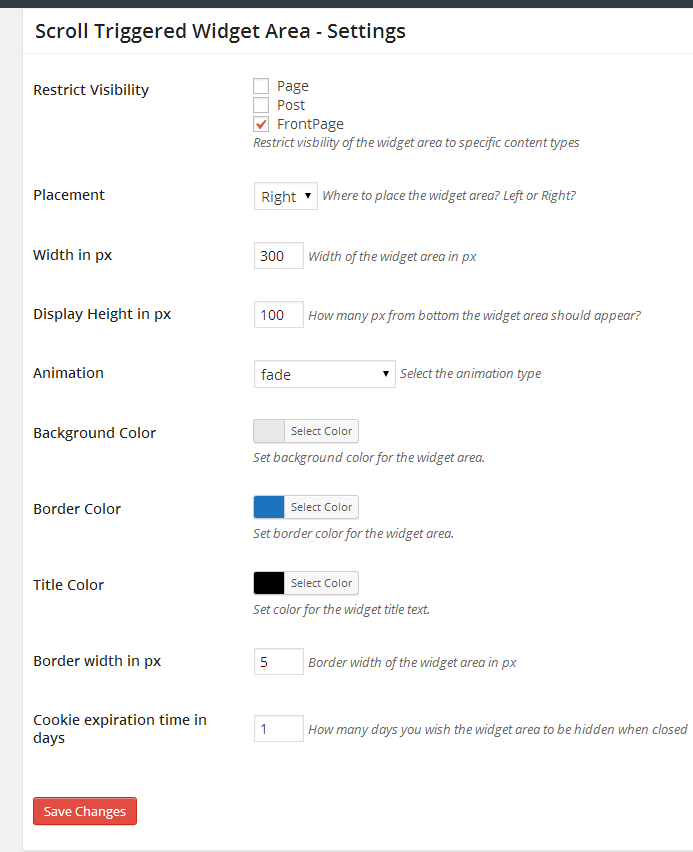 Scroll Triggered Widget Area - Settings
Restrict Visibility
Page
Post
FrontPage
Restrict visbility of the widget area to specific content types
Placement
Right Where to place the widget area? Left or Right?
Width in px
300 Width of the widget area in px
Display Height in px
100 How many px from bottom the widget area should appear?
Animation
fade Select the animation type
Background Color
Select Color
Set background color for the widget area.
Border Color
Select Color
Set border color for the widget area.
Title Color
Select Color
Set color for the widget title text.
Border width in px
5 Border width of the widget area in px
Cookie expiration time in
days
1 How many days you wish the widget area to be hidden when closed
Save Changes